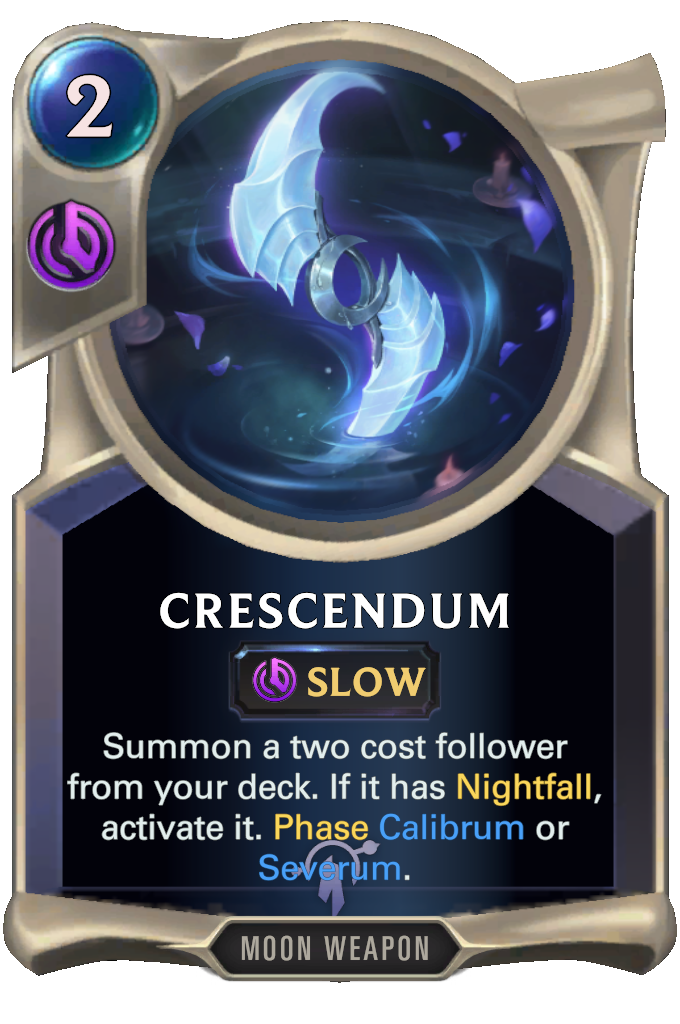 2
CRESCENDUM
SLOW
Summon a two cost follower
from your deck. If it has Nightfall,
activate it. Phase Calibrum or
Severum.
MOON WEAPON